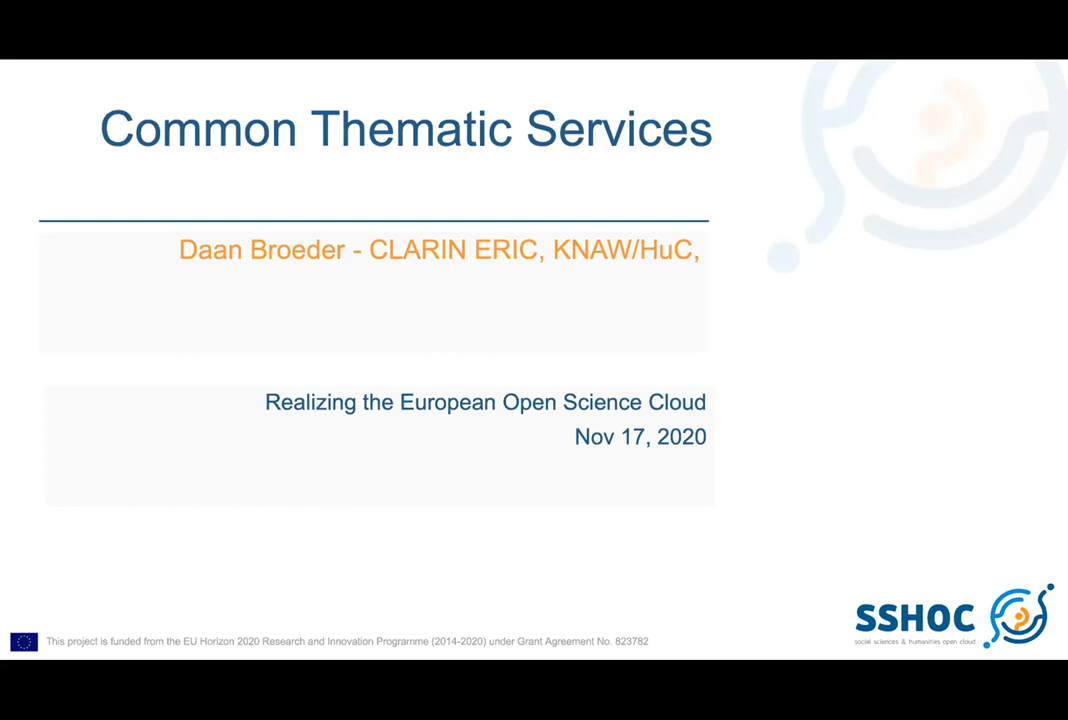 Common Thematic Services
Daan Broeder - CLARIN ERIC, KNAW/HuC,
Realizing the European Open Science Cloud
Nov 17, 2020
SSHOC
social sciences & humanities open cloud
This project is funded from the EU Horizon 2020 Research and Innovation Programme (2014-2020) under Grant Agreement No. 823782